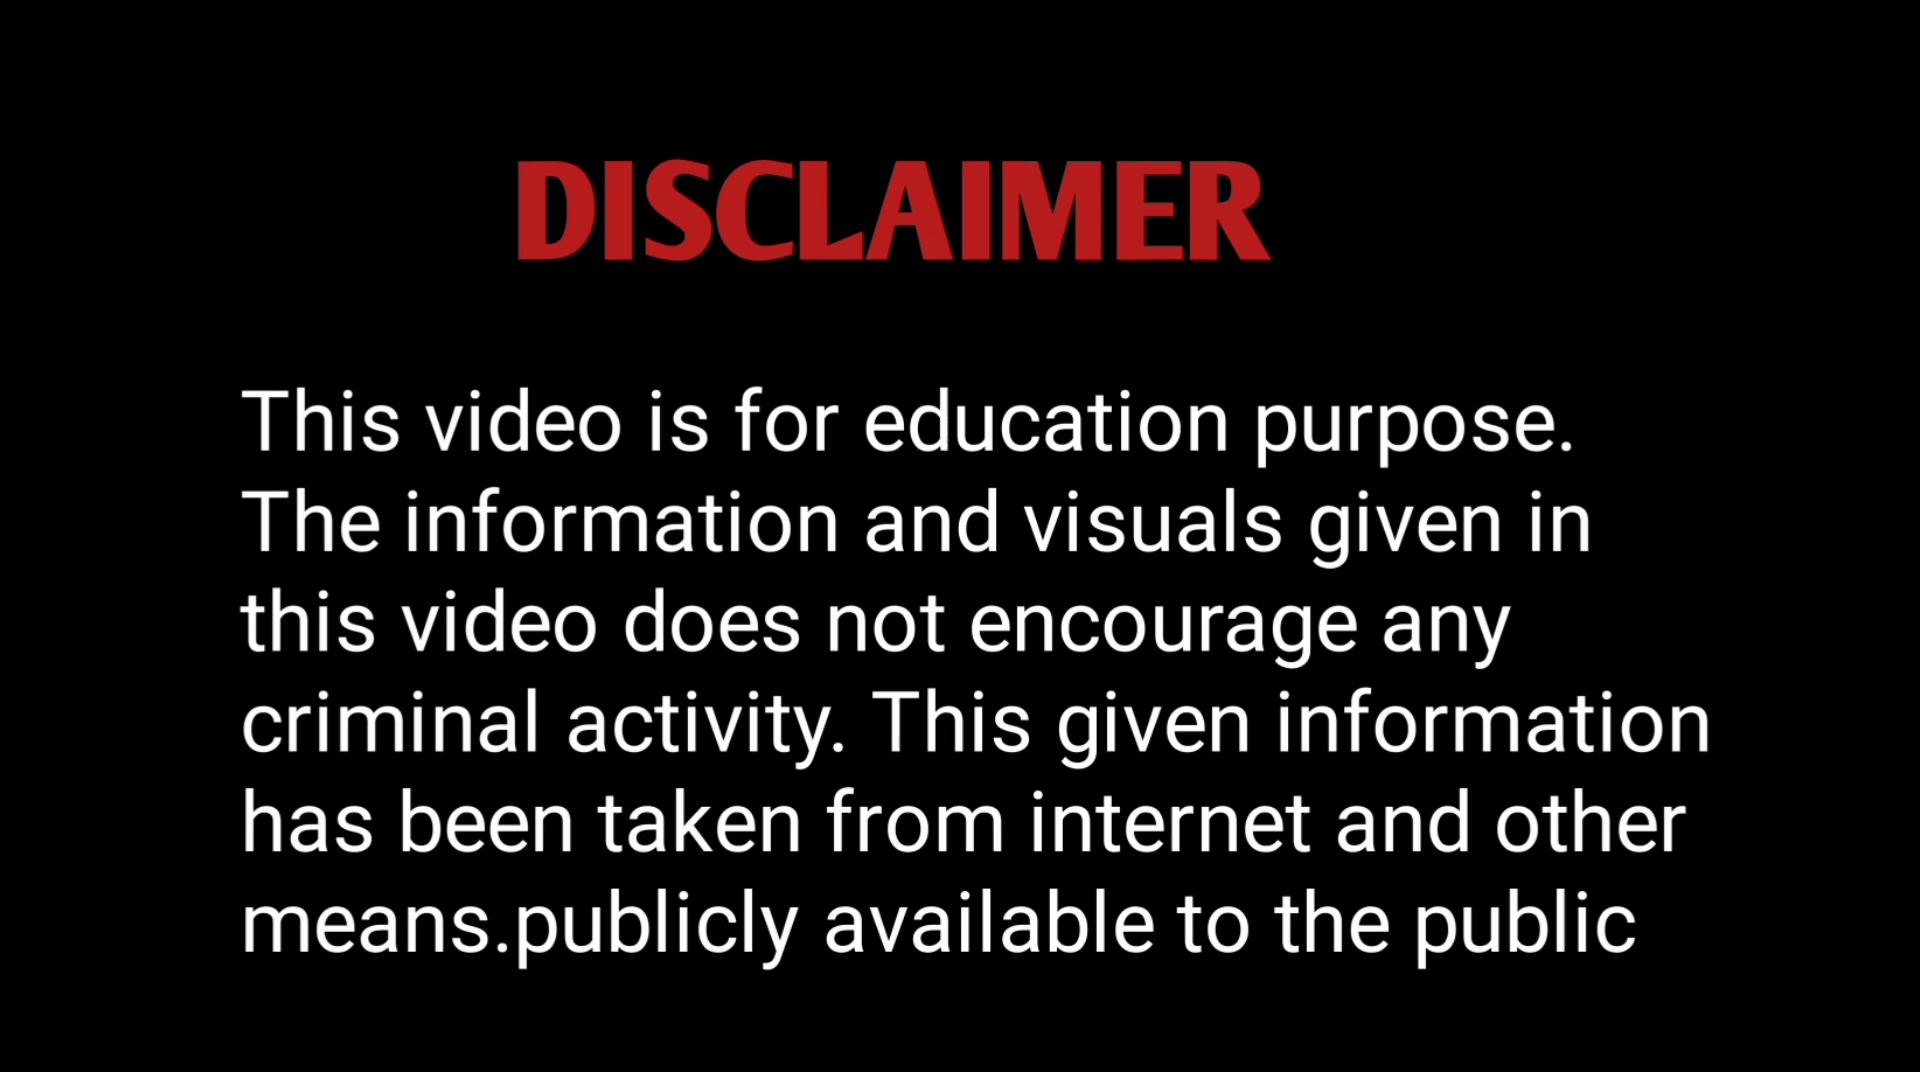 DISCLAIMER
This video is for education purpose.
The information and visuals given in
this video does not encourage any
criminal activity. This given information
has been taken from internet and other
means.publicly available to the public